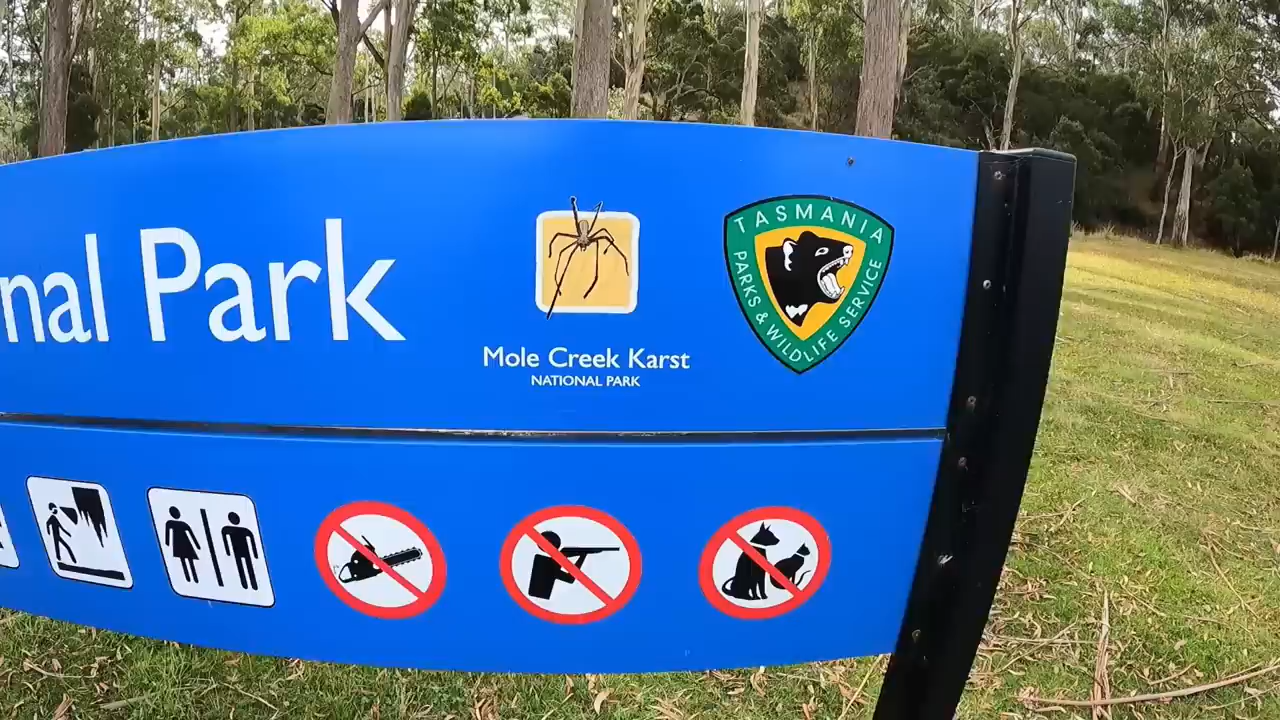 nal Park
Mole Creek Karst
NATIONAL PARK
TASMANIA
PARKS & WILDLIFE SERVICE